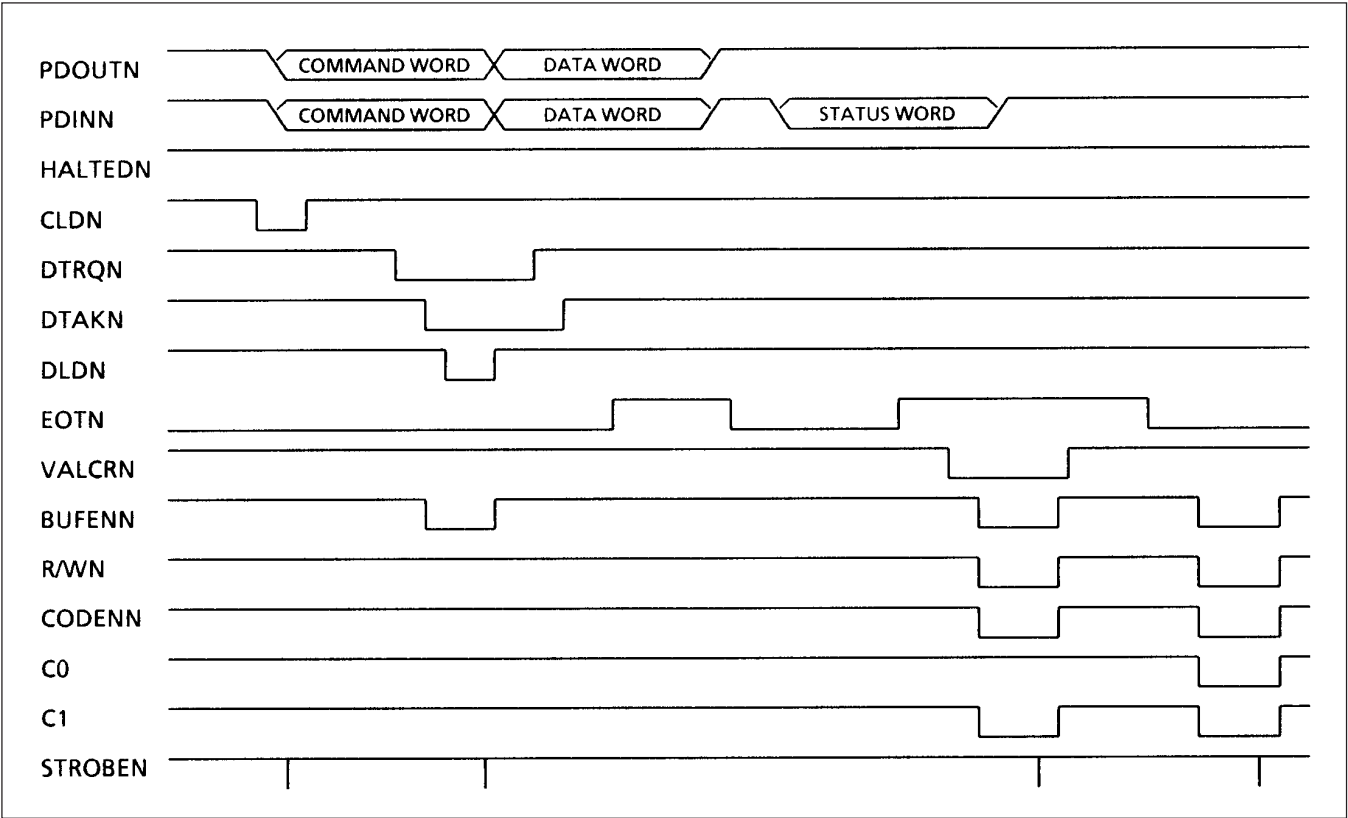 PDOUTN COMMAND WORD DATA WORD
PDINN COMMAND WORD DATA WORD STATUS WORD
HALTEDN
CLDN
DTRQN
DTAKN
DLDN
EOTN
VALCRN
BUFENN
R/WN
CODENN
C0
C1
STROBEN